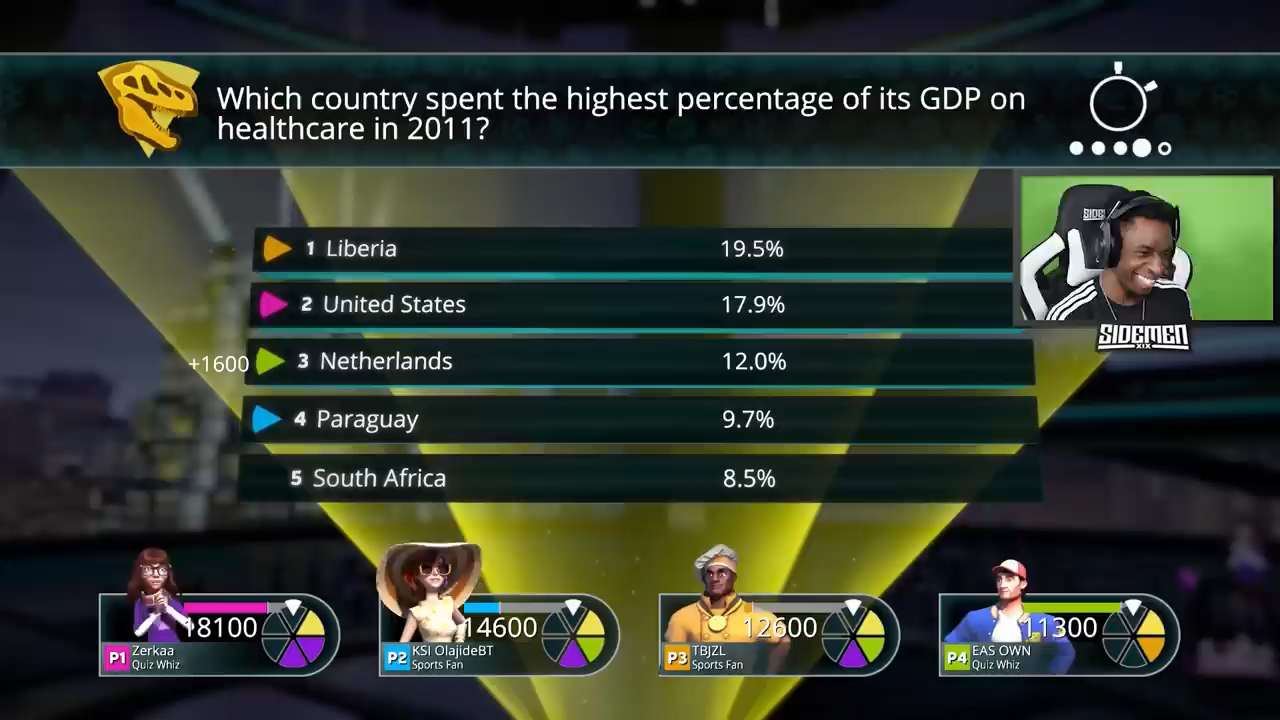 Which country spent the highest percentage of its GDP on
healthcare in 2011?
1 Liberia 19.5%
2 United States 17.9%
+1600 3 Netherlands 12.0%
4 Paraguay 9.7%
5 South Africa 8.5%
SIDE
SIDEMEN
XIX
18100
P1 Zerkaa
Quiz Whiz
14600
P2 KSI OlajideBT
Sports Fan
12600
P3 TBJZL
Sports Fan
11300
P4 EAS OWN
Quiz Whiz